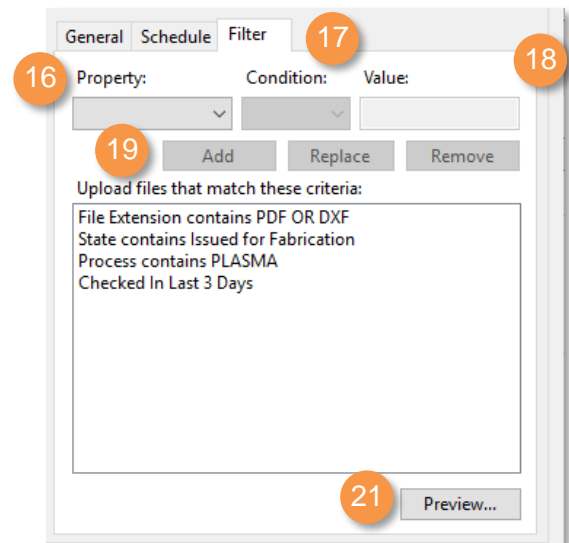 General Schedule Filter 17
18
16 Property: Condition: Value:
19 Add Replace Remove
Upload files that match these criteria:
File Extension contains PDF OR DXF
State contains Issued for Fabrication
Process contains PLASMA
Checked In Last 3 Days
21 Preview...